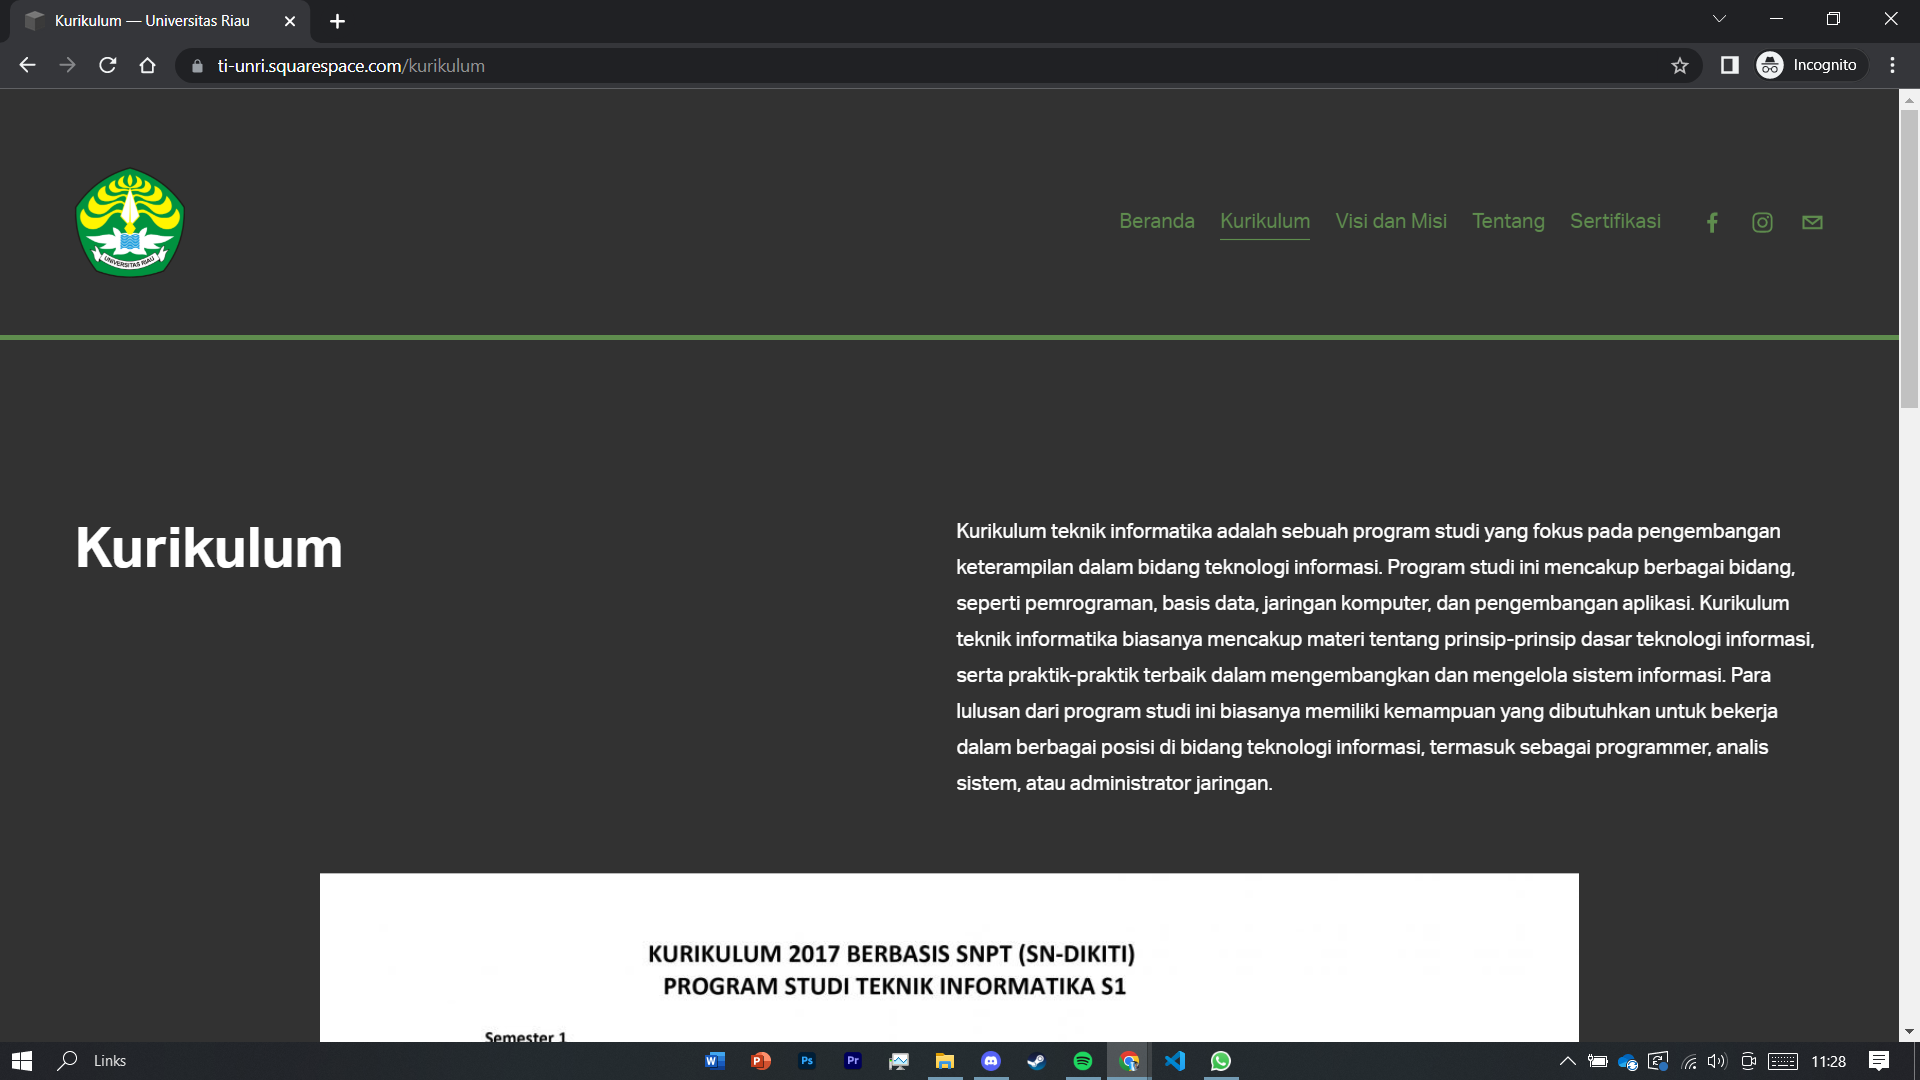 Kurikulum — Universitas Riau
ti-unri.squarespace.com/kurikulum
Incognito
UNIVERSITAS RIAU
Beranda Kurikulum Visi dan Misi Tentang Sertifikasi
Kurikulum
Kurikulum teknik informatika adalah sebuah program studi yang fokus pada pengembangan
keterampilan dalam bidang teknologi informasi. Program studi ini mencakup berbagai bidang,
seperti pemrograman, basis data, jaringan komputer, dan pengembangan aplikasi. Kurikulum
teknik informatika biasanya mencakup materi tentang prinsip-prinsip dasar teknologi informasi,
serta praktik-praktik terbaik dalam mengembangkan dan mengelola sistem informasi. Para
lulusan dari program studi ini biasanya memiliki kemampuan yang dibutuhkan untuk bekerja
dalam berbagai posisi di bidang teknologi informasi, termasuk sebagai programmer, analis
sistem, atau administrator jaringan.
KURIKULUM 2017 BERBASIS SNPT (SN-DIKITI)
PROGRAM STUDI TEKNIK INFORMATIKA S1
Semester 1
Links
W P Ps Pr
11:28